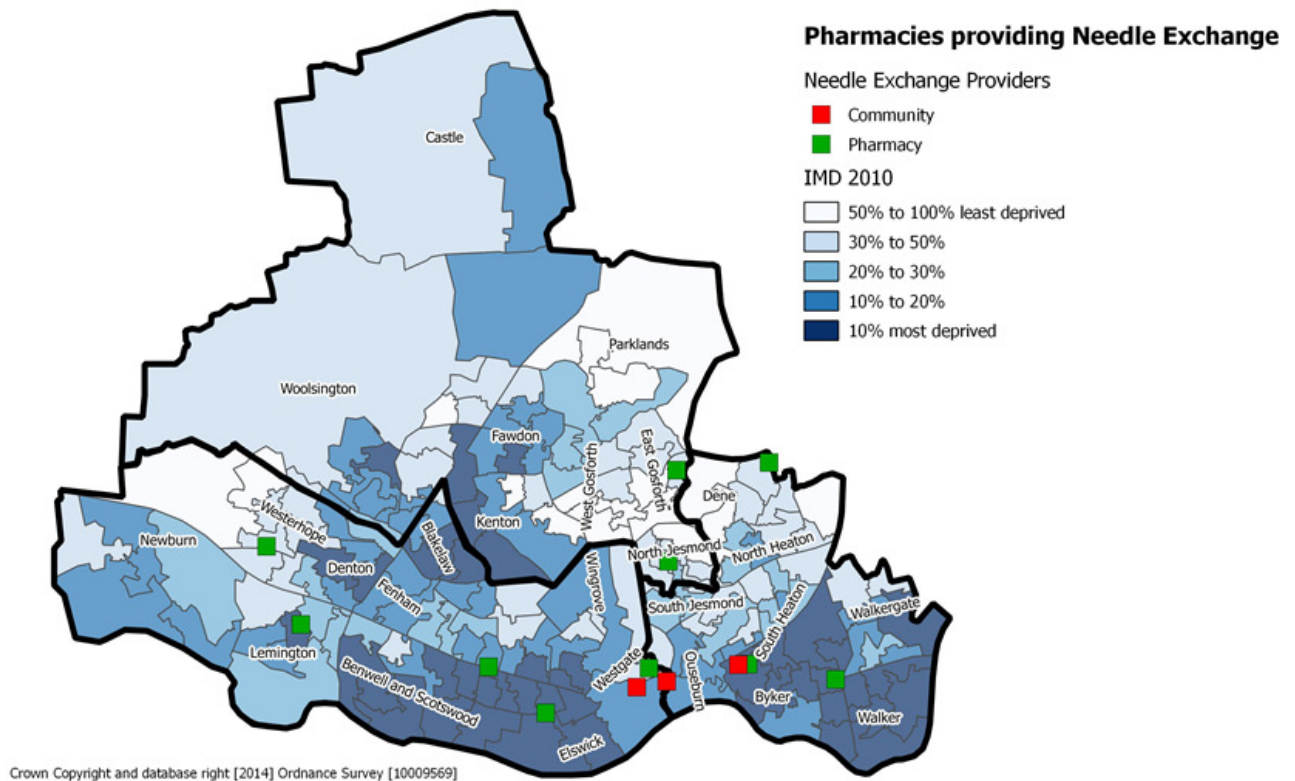 Pharmacies providing Needle Exchange
Needle Exchange Providers
Community
Pharmacy
IMD 2010
50% to 100% least deprived
30% to 50%
20% to 30%
10% to 20%
10% most deprived
Castle
Parklands
Woolsington
Fawdon
West Gosforth
East Gosforth
Dene
Kenton
Westerhope
Newburn
Blakelaw
Denton
North Jesmond
North Heaton
Fenham
Wingrove
South Jesmond
South Heaton
Walkergate
Lemington
Benwell and Scotswood
Westgate
Ouseburn
Byker
Walker
Elswick
Crown Copyright and database right [2014] Ordnance Survey [10009569]